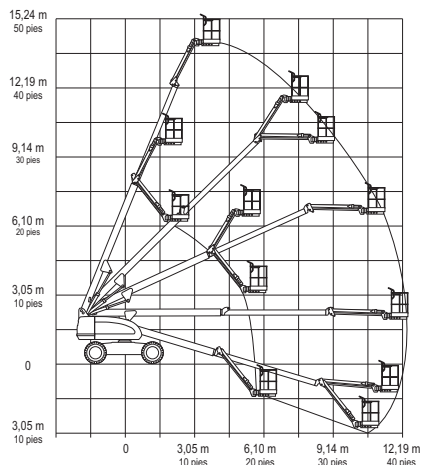 15,24 m
50 pies
12,19 m
40 pies
9,14 m
30 pies
6,10 m
20 pies
3,05 m
10 pies
0
3,05 m
10 pies
0
3,05 m
10 pies
6,10 m
20 pies
9,14 m
30 pies
12,19 m
40 pies